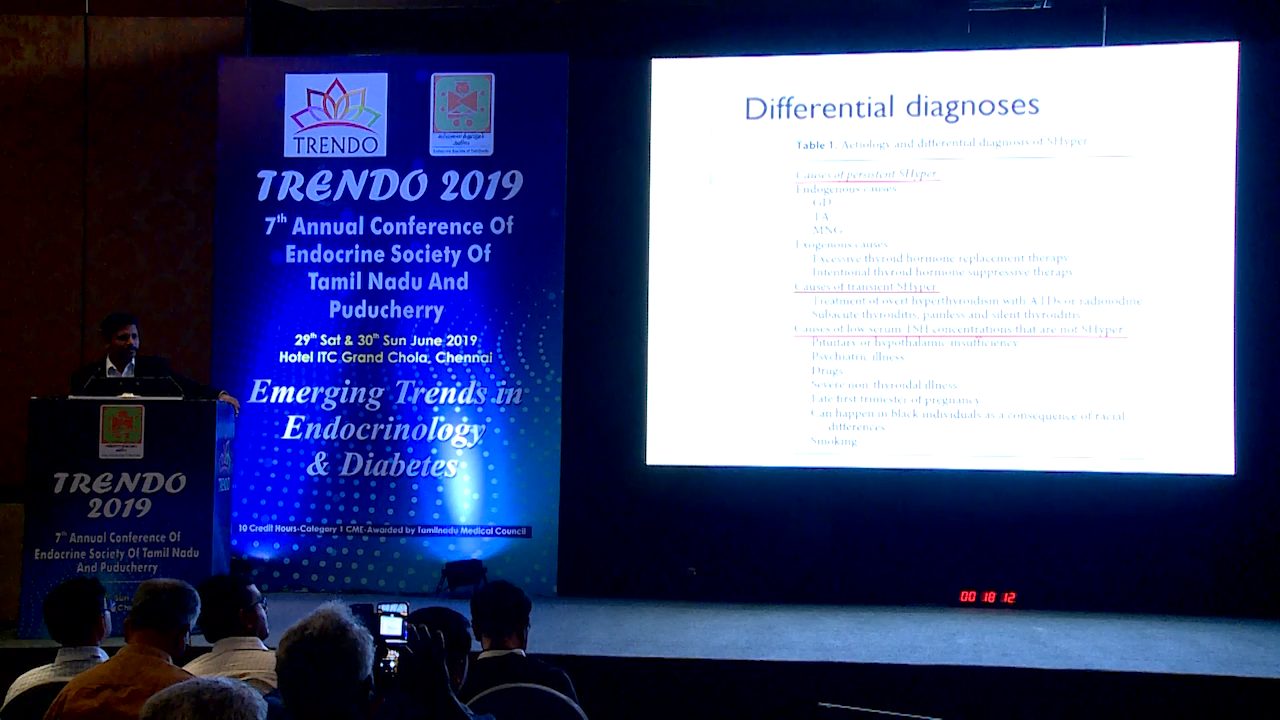 TRENDO
Endocrine Society of Tamilnadu
TRENDO 2019
7th Annual Conference Of
Endocrine Society Of
Tamil Nadu And
Puducherry
29th Sat & 30th Sun June 2019
Hotel ITC Grand Chola, Chennai
Emerging Trends in
Endocrinology
& Diabetes
10 Credit Hours-Category 1 CME-Awarded by Tamilnadu Medical Council
TRENDO
2019
7th Annual Conference Of
Endocrine Society Of Tamil Nadu
And Puducherry
Differential diagnoses
Table 1. Aetiology and differential diagnosis of SHyper
Causes of persistent SHyper
Endogenous causes
GD
TA
MNG
Exogenous causes
Excessive thyroid hormone replacement therapy
Intentional thyroid hormone suppressive therapy
Causes of transient SHyper
Treatment of overt hyperthyroidism with ATDs or radioiodine
Subacute thyroiditis, painless and silent thyroiditis
Causes of low serum TSH concentrations that are not SHyper
Pituitary or hypothalamic insufficiency
Psychiatric illness
Drugs
Severe non-thyroidal illness
Late first trimester of pregnancy
Can happen in black individuals as a consequence of racial
differences
Smoking
00 18 12